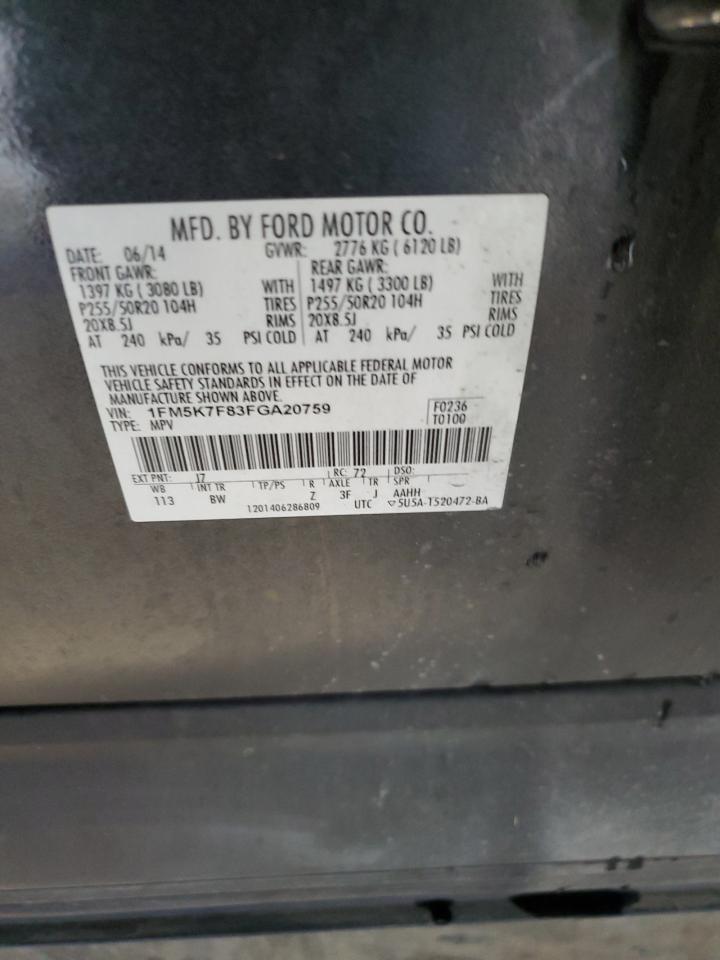 MFD. BY FORD MOTOR CO.
DATE: 06/14 GVWR: 2776 KG ( 6120 LB)
FRONT GAWR: REAR GAWR:
1397 KG ( 3080 LB) WITH 1497 KG ( 3300 LB) WITH
P255/50R20 104H TIRES P255/50R20 104H TIRES
20X8.5J RIMS 20X8.5J RIMS
AT 240 kPa/ 35 PSI COLD AT 240 kPa/ 35 PSI COLD
THIS VEHICLE CONFORMS TO ALL APPLICABLE FEDERAL MOTOR
VEHICLE SAFETY STANDARDS IN EFFECT ON THE DATE OF
MANUFACTURE SHOWN ABOVE.
VIN: 1FM5K7F83FGA20759 F0236
TYPE: MPV T0100
EXT PNT: J7 RC: 72 DSO:
WB INT TR TP/PS R AXLE TR SPR
113 BW Z 3F J AAHH
1201406286809 UTC ▽5U5A-T520472-BA